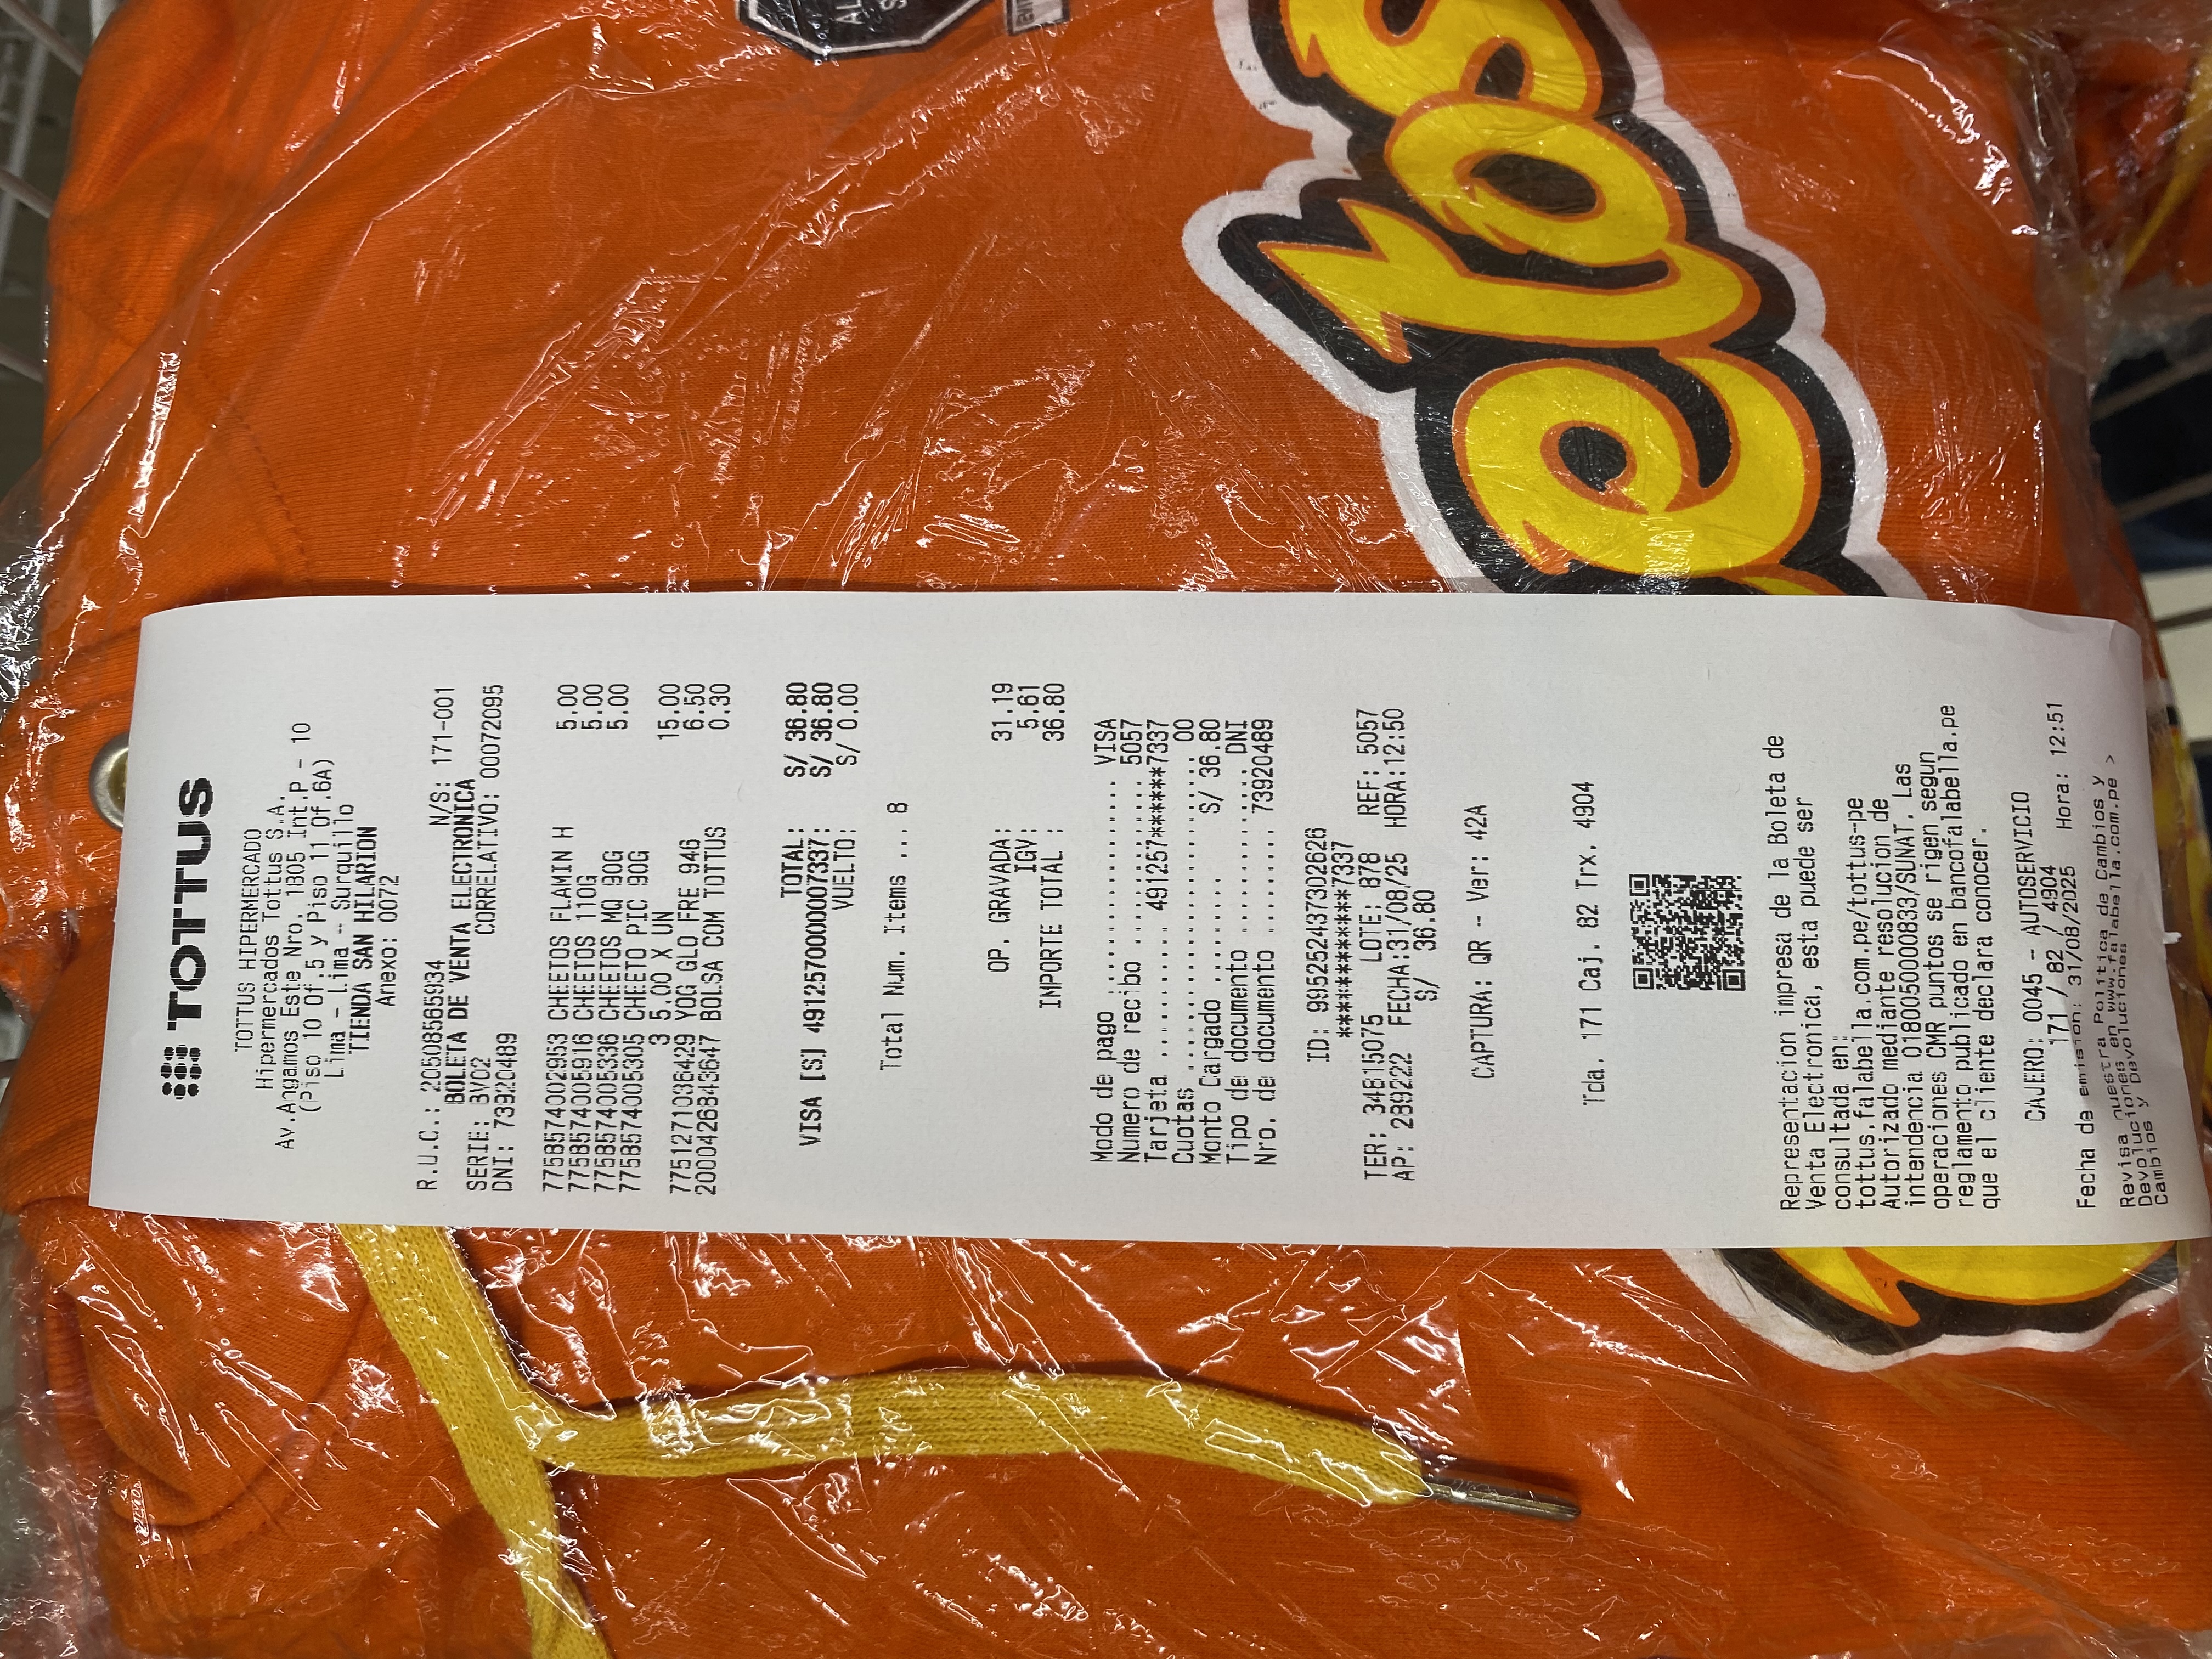 TOTTUS
TOTTUS HIPERMERCADO
Hipermercados Tottus S.A.
Av.Angamos Este Nro. 1805 Int.P - 10
(Piso 10 Of.5 y Piso 11 Of.6A)
Lima - Lima - Surquillo
TIENDA SAN HILARION
Anexo: 0072
R.U.C.: 20508565934 N/S: 171-001
BOLETA DE VENTA ELECTRONICA
SERIE: BV02 CORRELATIVO: 00072095
DNI: 73920489
7758574002953 CHEETOS FLAMIN H 5.00
7758574005916 CHEETOS 110G 5.00
7758574005336 CHEETOS MQ 90G 5.00
7758574005305 CHEETO PIC 90G
3 5.00 X UN 15.00
7751271036429 YOG GLO FRE 946 6.50
2000426843647 BOLSA COM TOTTUS 0.30
TOTAL: S/ 36.80
VISA [S] 4912570000007337: S/ 36.80
VUELTO: S/ 0.00
Total Num. Items ... 8
OP. GRAVADA: 31.19
IGV: 5.61
IMPORTE TOTAL : 36.80
Modo de pago .................. VISA
Numero de recibo .............. 5057
Tarjeta ........... 491257******7337
Cuotas ........................... 00
Monto Cargado ......... S/ 36.80
Tipo de documento .............. DNI
Nro. de documento ......... 73920489
ID: 995252437302626
************7337
TER: 34815075 LOTE: 878 REF: 5057
AP: 289222 FECHA:31/08/25 HORA:12:50
S/ 36.80
CAPTURA: QR - Ver: 42A
Tda. 171 Caj. 82 Trx. 4904
Representacion impresa de la Boleta de
Venta Electronica, esta puede ser
consultada en:
tottus.falabella.com.pe/tottus-pe
Autorizado mediante resolucion de
intendencia 0180050000833/SUNAT. Las
operaciones CMR puntos se rigen segun
reglamento publicado en bancofalabella.pe
que el cliente declara conocer.
CAJERO: 0045 - AUTOSERVICIO
171 / 82 / 4904
Fecha de emision: 31/08/2025 Hora: 12:51
Revisa nuestra Política de Cambios y
Devoluciones en www.falabella.com.pe >
Cambios y Devoluciones
etos